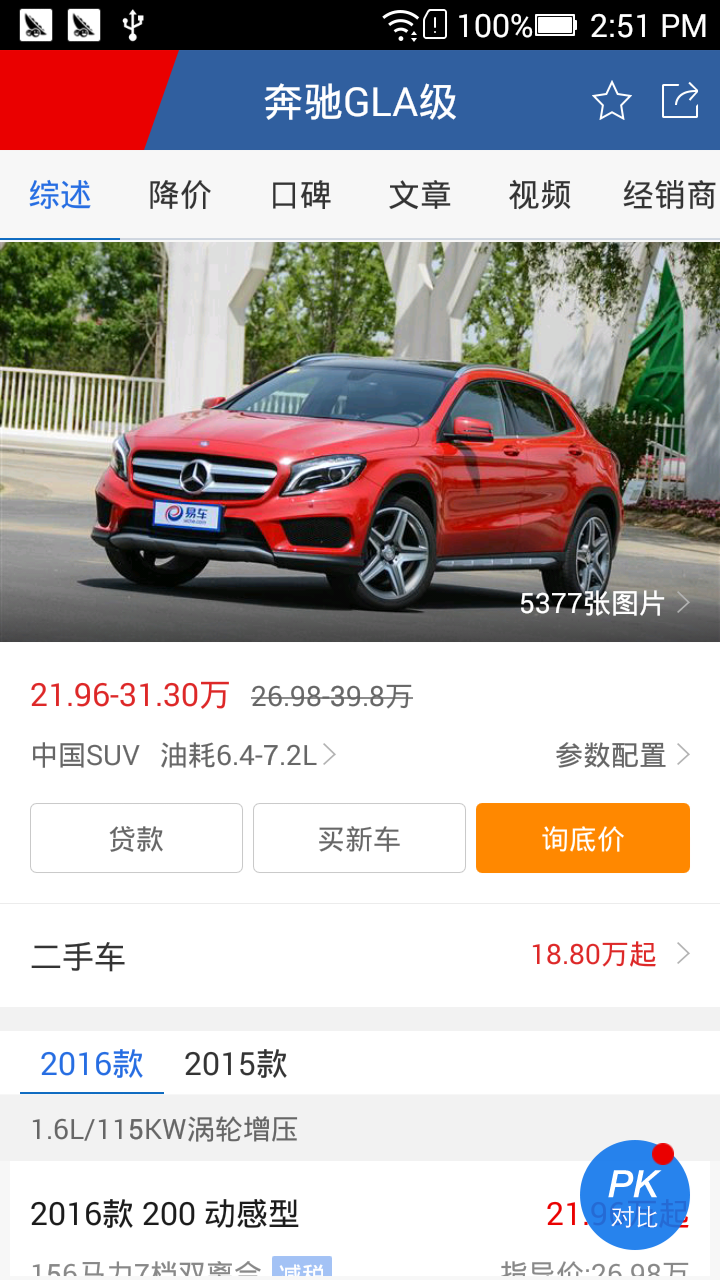 100% 2:51 PM
奔驰GLA级
综述 降价 口碑 文章 视频 经销商
易车
5377张图片
21.96-31.30万 26.98-39.8万
中国SUV 油耗6.4-7.2L 参数配置
贷款 买新车 询底价
二手车 18.80万起
2016款 2015款
1.6L/115KW涡轮增压
2016款 200 动感型 21.96万起
PK
对比
156马力7档双离合 减税 指导价:26.98万